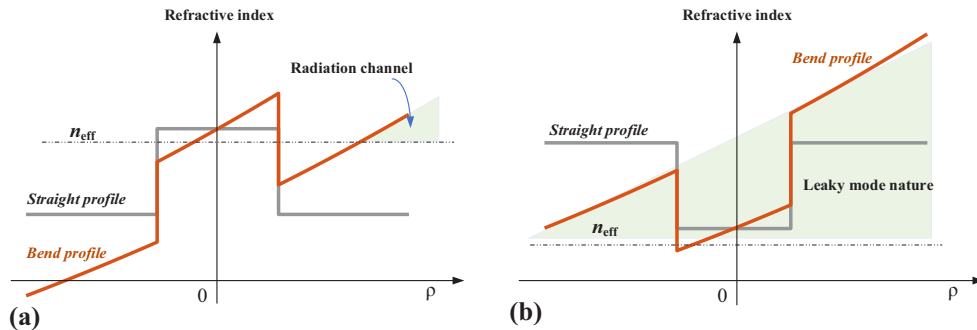 Refractive index
Radiation channel
n_eff
Straight profile
Bend profile
0
ρ
(a)
Refractive index
Bend profile
Straight profile
Leaky mode nature
n_eff
0
ρ
(b)